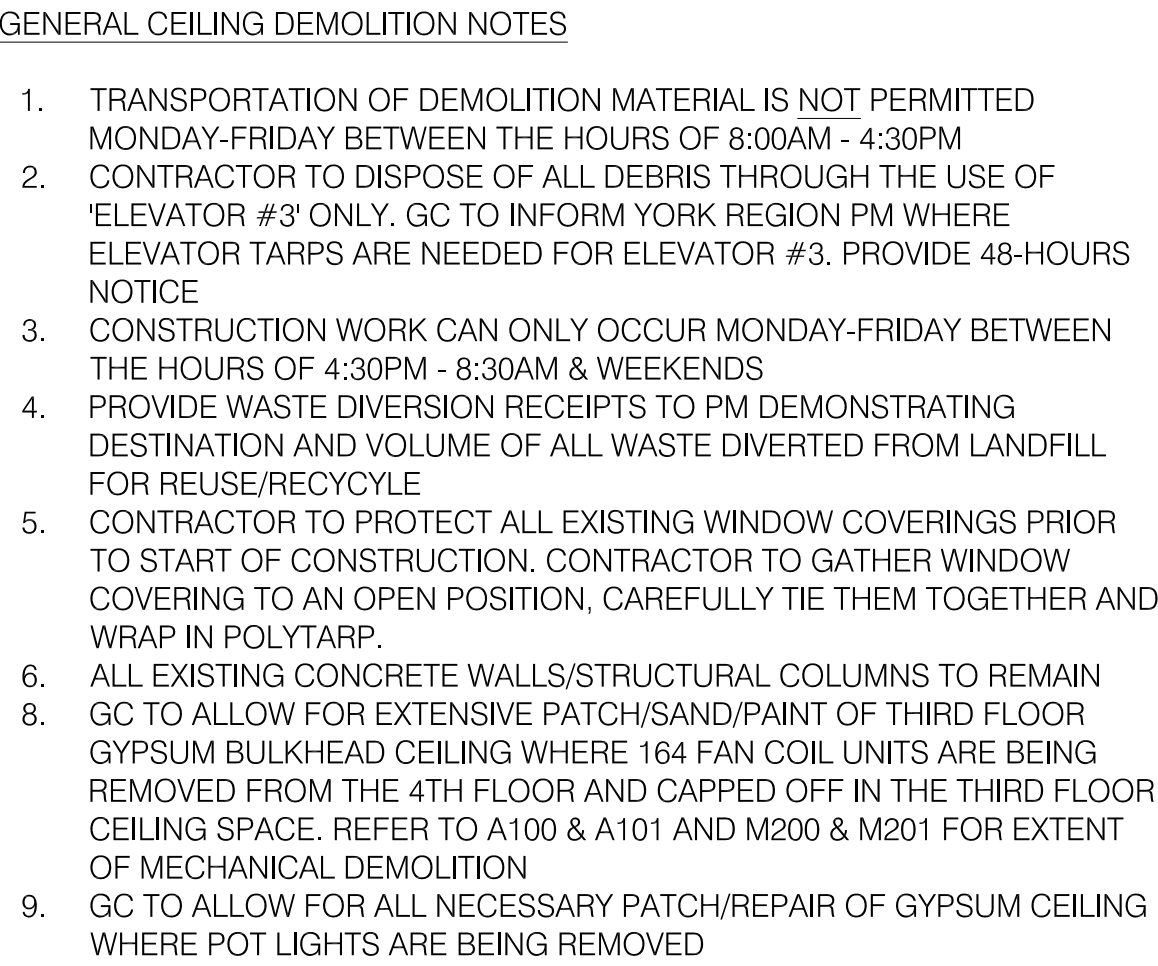 GENERAL CEILING DEMOLITION NOTES
1. TRANSPORTATION OF DEMOLITION MATERIAL IS NOT PERMITTED
MONDAY-FRIDAY BETWEEN THE HOURS OF 8:00AM - 4:30PM
2. CONTRACTOR TO DISPOSE OF ALL DEBRIS THROUGH THE USE OF
'ELEVATOR #3' ONLY. GC TO INFORM YORK REGION PM WHERE
ELEVATOR TARPS ARE NEEDED FOR ELEVATOR #3. PROVIDE 48-HOURS
NOTICE
3. CONSTRUCTION WORK CAN ONLY OCCUR MONDAY-FRIDAY BETWEEN
THE HOURS OF 4:30PM - 8:30AM & WEEKENDS
4. PROVIDE WASTE DIVERSION RECEIPTS TO PM DEMONSTRATING
DESTINATION AND VOLUME OF ALL WASTE DIVERTED FROM LANDFILL
FOR REUSE/RECYCYLE
5. CONTRACTOR TO PROTECT ALL EXISTING WINDOW COVERINGS PRIOR
TO START OF CONSTRUCTION. CONTRACTOR TO GATHER WINDOW
COVERING TO AN OPEN POSITION, CAREFULLY TIE THEM TOGETHER AND
WRAP IN POLYTARP.
6. ALL EXISTING CONCRETE WALLS/STRUCTURAL COLUMNS TO REMAIN
8. GC TO ALLOW FOR EXTENSIVE PATCH/SAND/PAINT OF THIRD FLOOR
GYPSUM BULKHEAD CEILING WHERE 164 FAN COIL UNITS ARE BEING
REMOVED FROM THE 4TH FLOOR AND CAPPED OFF IN THE THIRD FLOOR
CEILING SPACE. REFER TO A100 & A101 AND M200 & M201 FOR EXTENT
OF MECHANICAL DEMOLITION
9. GC TO ALLOW FOR ALL NECESSARY PATCH/REPAIR OF GYPSUM CEILING
WHERE POT LIGHTS ARE BEING REMOVED